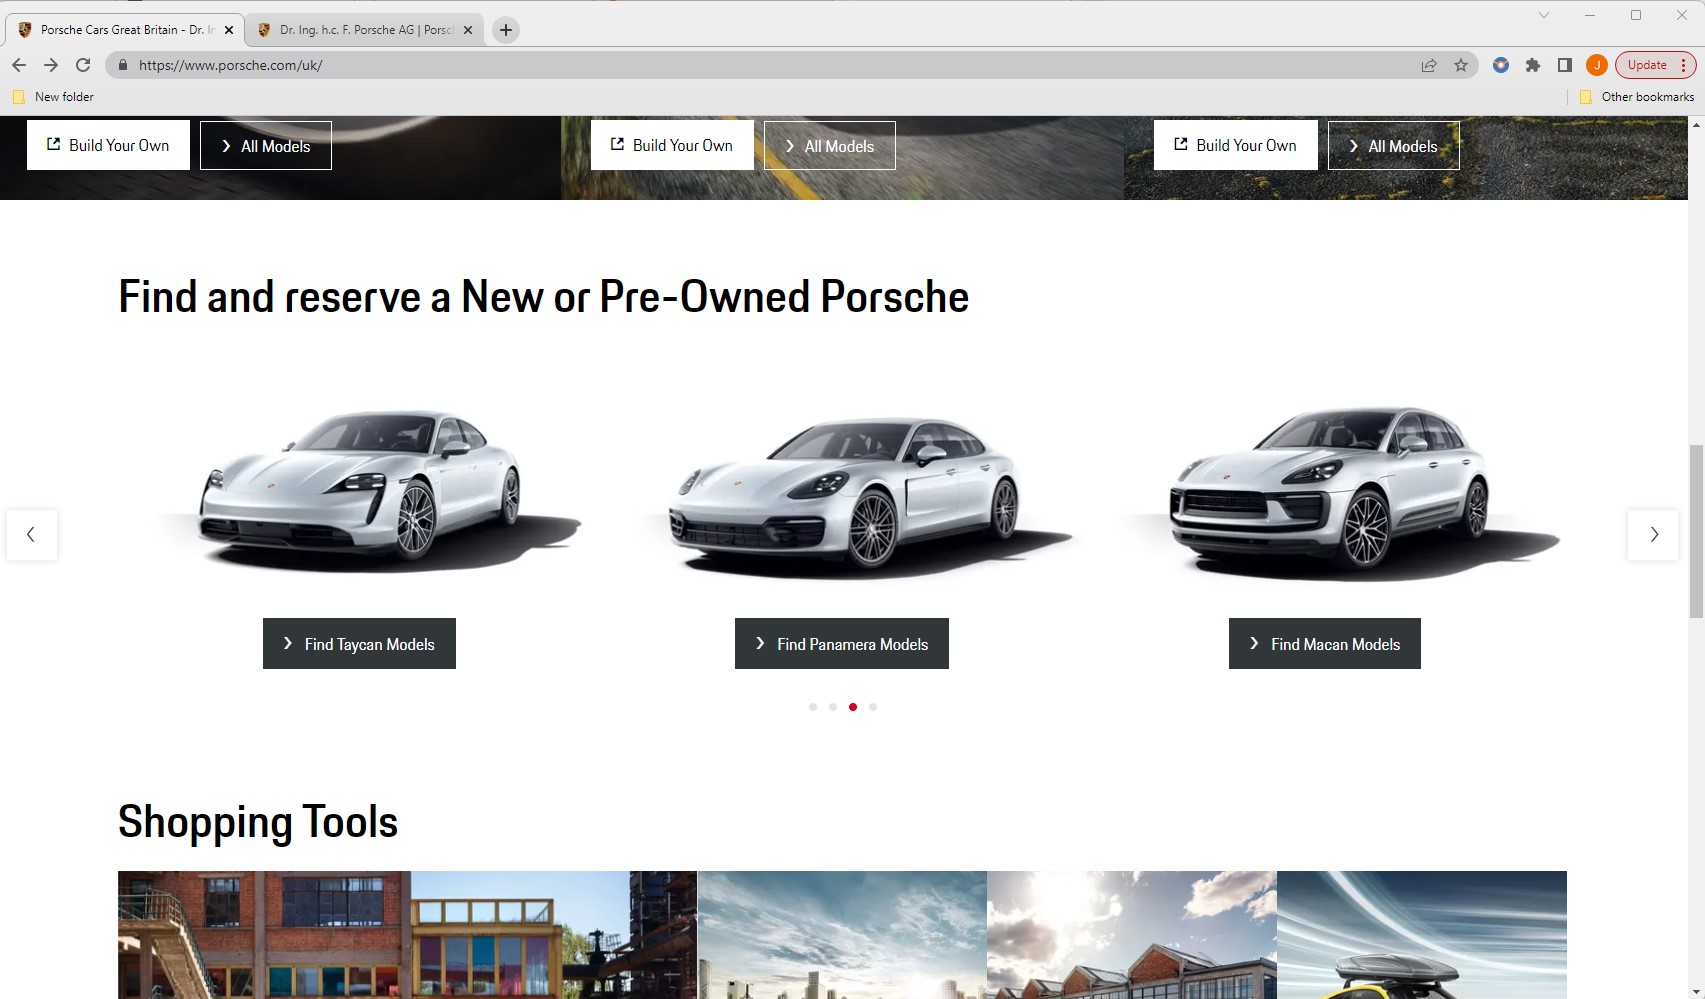 Porsche Cars Great Britain - Dr. I
Dr. Ing. h.c. F. Porsche AG | Porsc
https://www.porsche.com/uk/
J
Update
New folder
Other bookmarks
Build Your Own
All Models
Build Your Own
All Models
Build Your Own
All Models
Find and reserve a New or Pre-Owned Porsche
Find Taycan Models
Find Panamera Models
Find Macan Models
Shopping Tools